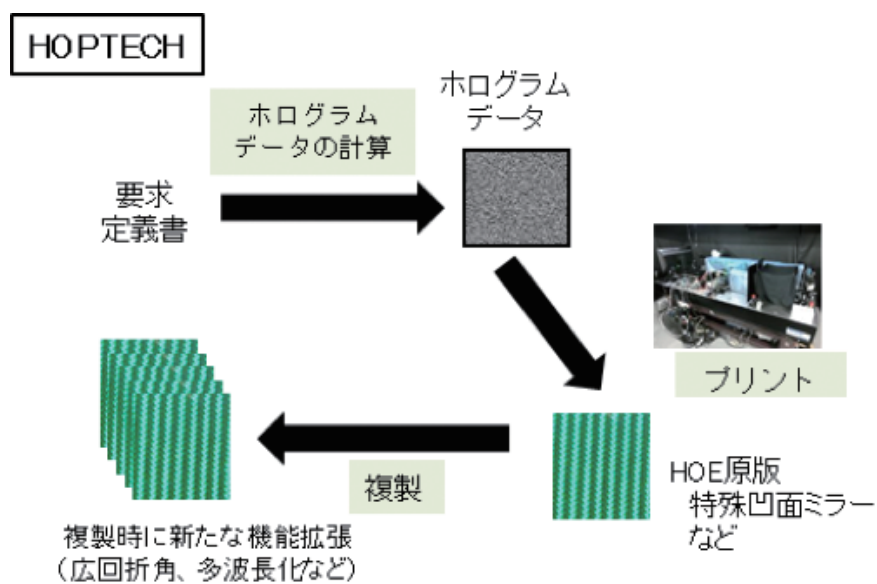 HOPTECH
ホログラム
データの計算
ホログラム
データ
要求
定義書
プリント
HOE原版
特殊凹面ミラー
など
複製
複製時に新たな機能拡張
（広回折角、多波長化など）